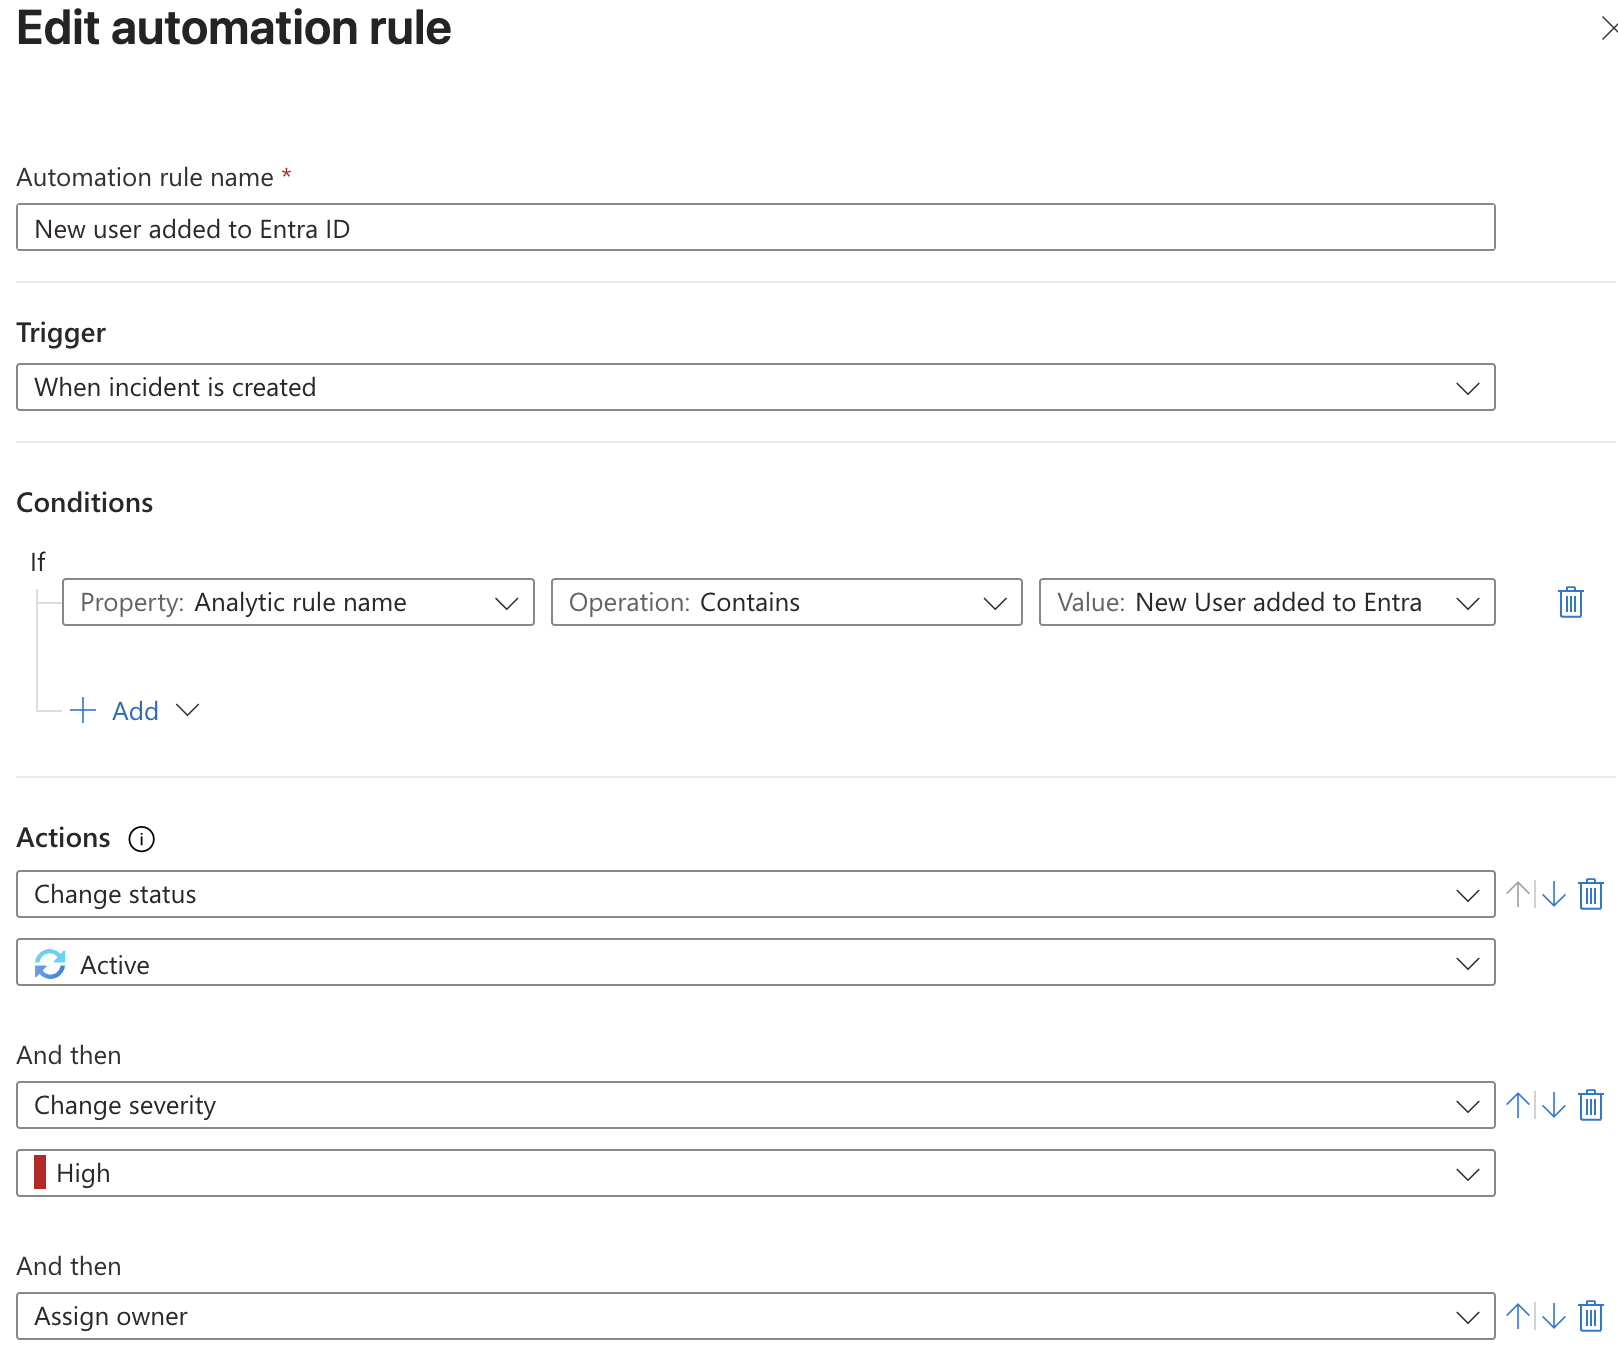 Edit automation rule
Automation rule name *
New user added to Entra ID
Trigger
When incident is created
Conditions
If
Property: Analytic rule name Operation: Contains Value: New User added to Entra
Add
Actions
Change status
Active
And then
Change severity
High
And then
Assign owner